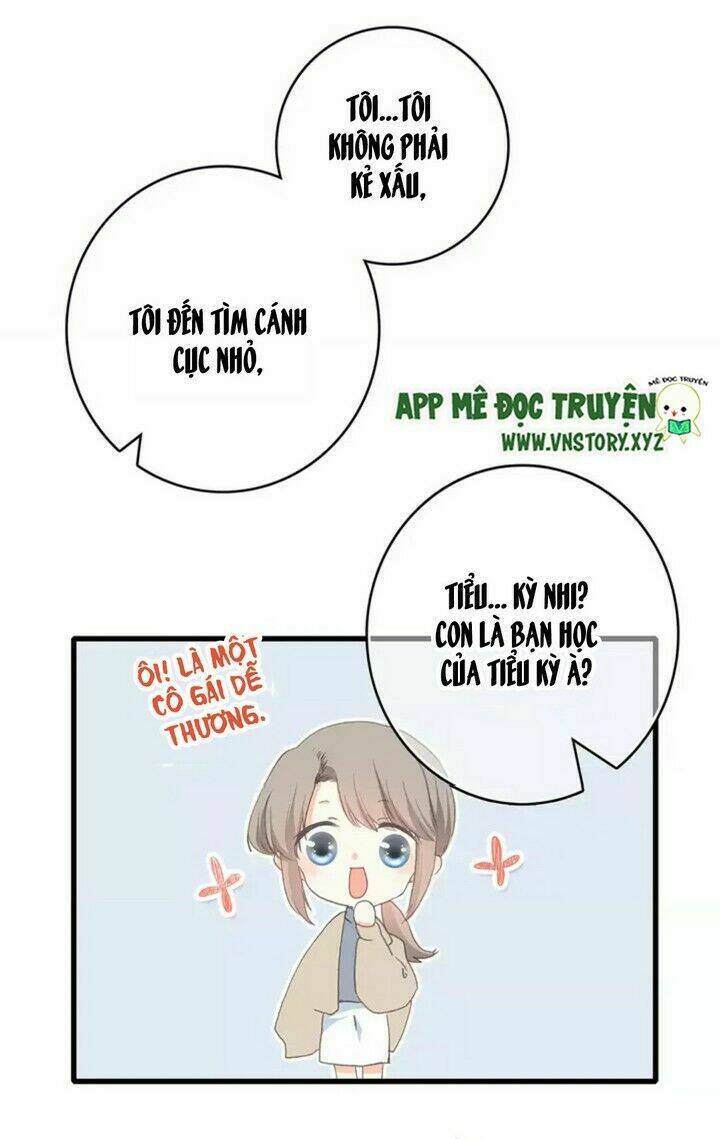 TÔI...TÔI
KHÔNG PHẢI
KẺ XẤU,
TÔI ĐẾN TÌM CÁNH
CỤC NHỎ,
MÊ ĐỌC TRUYỆN
APP MÊ ĐỌC TRUYỆN
WWW.VNSTORY.XYZ
TIỂU... KỲ NHI?
CON LÀ BẠN HỌC
CỦA TIỂU KỲ À?
ÔI! LÀ MỘT
CÔ GÁI DỄ
THƯƠNG.